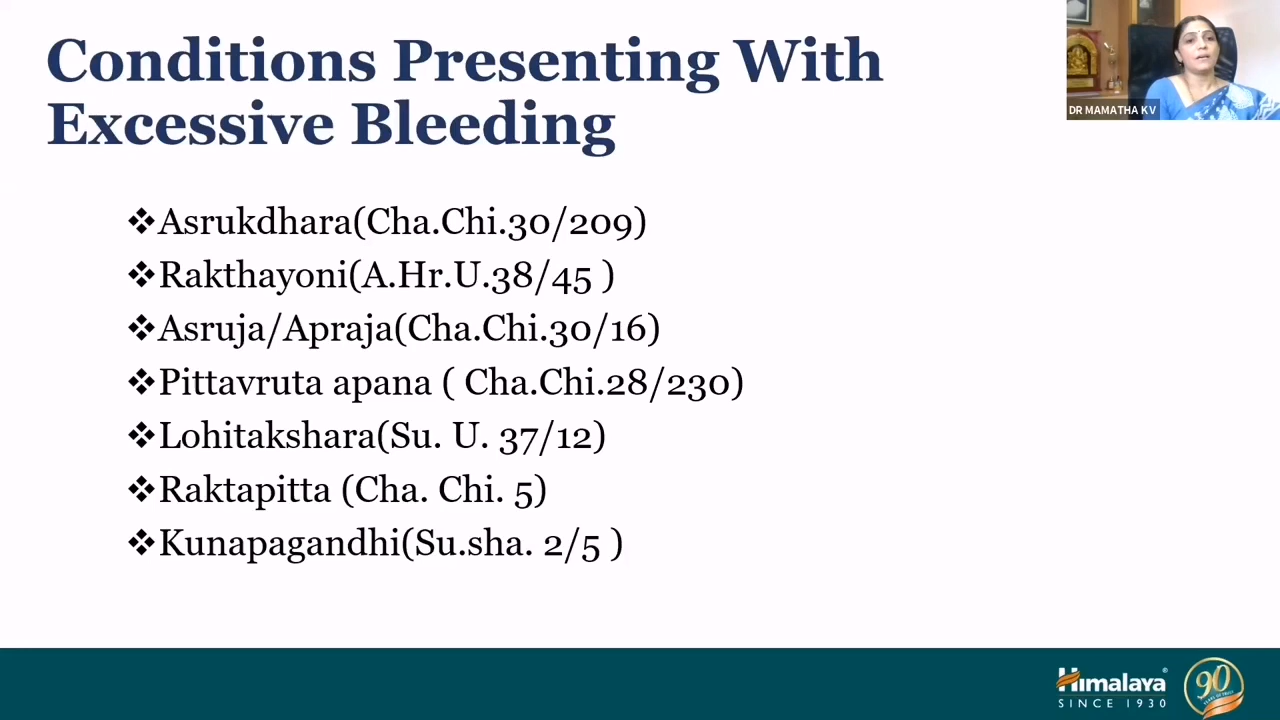 Conditions Presenting With
Excessive Bleeding
DR MAMATHA K V
❖Asrukdhara(Cha.Chi.30/209)
❖Rakthayoni(A.Hr.U.38/45 )
❖Asruja/Apraja(Cha.Chi.30/16)
❖Pittavruta apana ( Cha.Chi.28/230)
❖Lohitakshara(Su. U. 37/12)
❖Raktapitta (Cha. Chi. 5)
❖Kunapagandhi(Su.sha. 2/5 )
Himalaya®
SINCE 1930
90